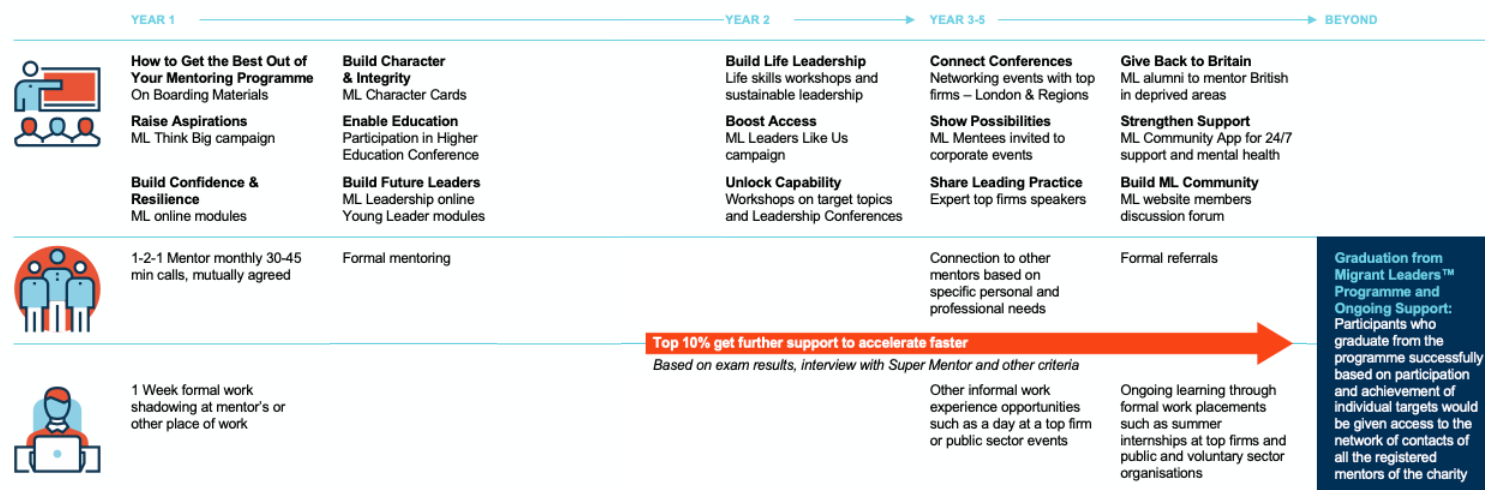 YEAR 1
YEAR 2
YEAR 3-5
BEYOND
How to Get the Best Out of
Your Mentoring Programme
On Boarding Materials
Raise Aspirations
ML Think Big campaign
Build Confidence &
Resilience
ML online modules
Build Character
& Integrity
ML Character Cards
Enable Education
Participation in Higher
Education Conference
Build Future Leaders
ML Leadership online
Young Leader modules
Build Life Leadership
Life skills workshops and
sustainable leadership
Boost Access
ML Leaders Like Us
campaign
Unlock Capability
Workshops on target topics
and Leadership Conferences
Connect Conferences
Networking events with top
firms – London & Regions
Show Possibilities
ML Mentees invited to
corporate events
Share Leading Practice
Expert top firms speakers
Give Back to Britain
ML alumni to mentor British
in deprived areas
Strengthen Support
ML Community App for 24/7
support and mental health
Build ML Community
ML website members
discussion forum
1-2-1 Mentor monthly 30-45
min calls, mutually agreed
Formal mentoring
Connection to other
mentors based on
specific personal and
professional needs
Formal referrals
Top 10% get further support to accelerate faster
Based on exam results, interview with Super Mentor and other criteria
1 Week formal work
shadowing at mentor's or
other place of work
Other informal work
experience opportunities
such as a day at a top firm
or public sector events
Ongoing learning through
formal work placements
such as summer
internships at top firms and
public and voluntary sector
organisations
Graduation from
Migrant Leaders™
Programme and
Ongoing Support:
Participants who
graduate from the
programme successfully
based on participation
and achievement of
individual targets would
be given access to the
network of contacts of
all the registered
mentors of the charity